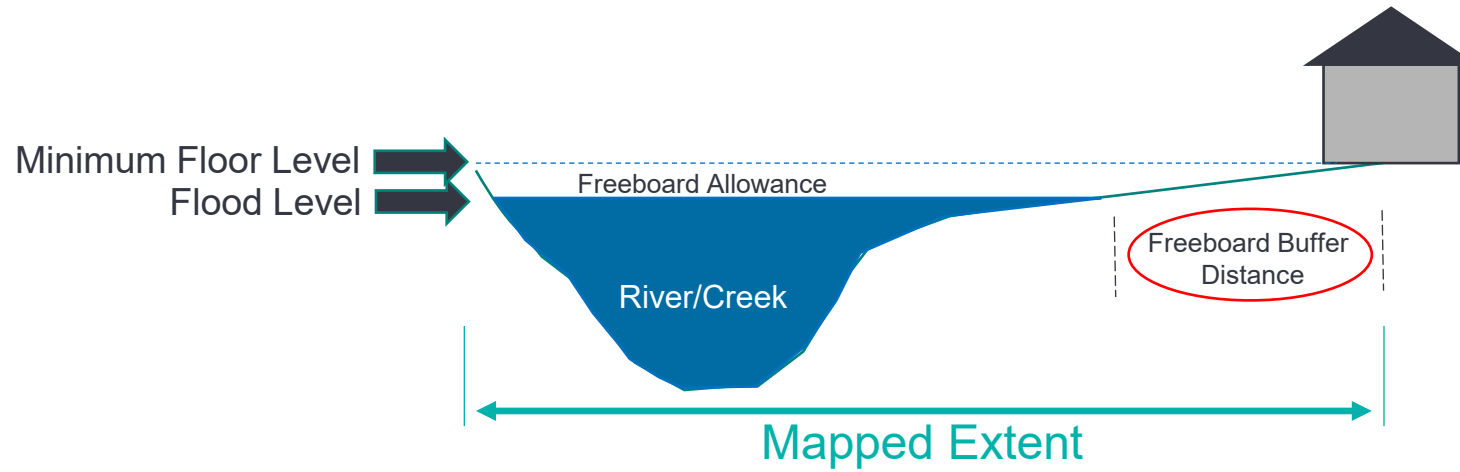 Minimum Floor Level
Flood Level
Freeboard Allowance
River/Creek
Freeboard Buffer
Distance
Mapped Extent